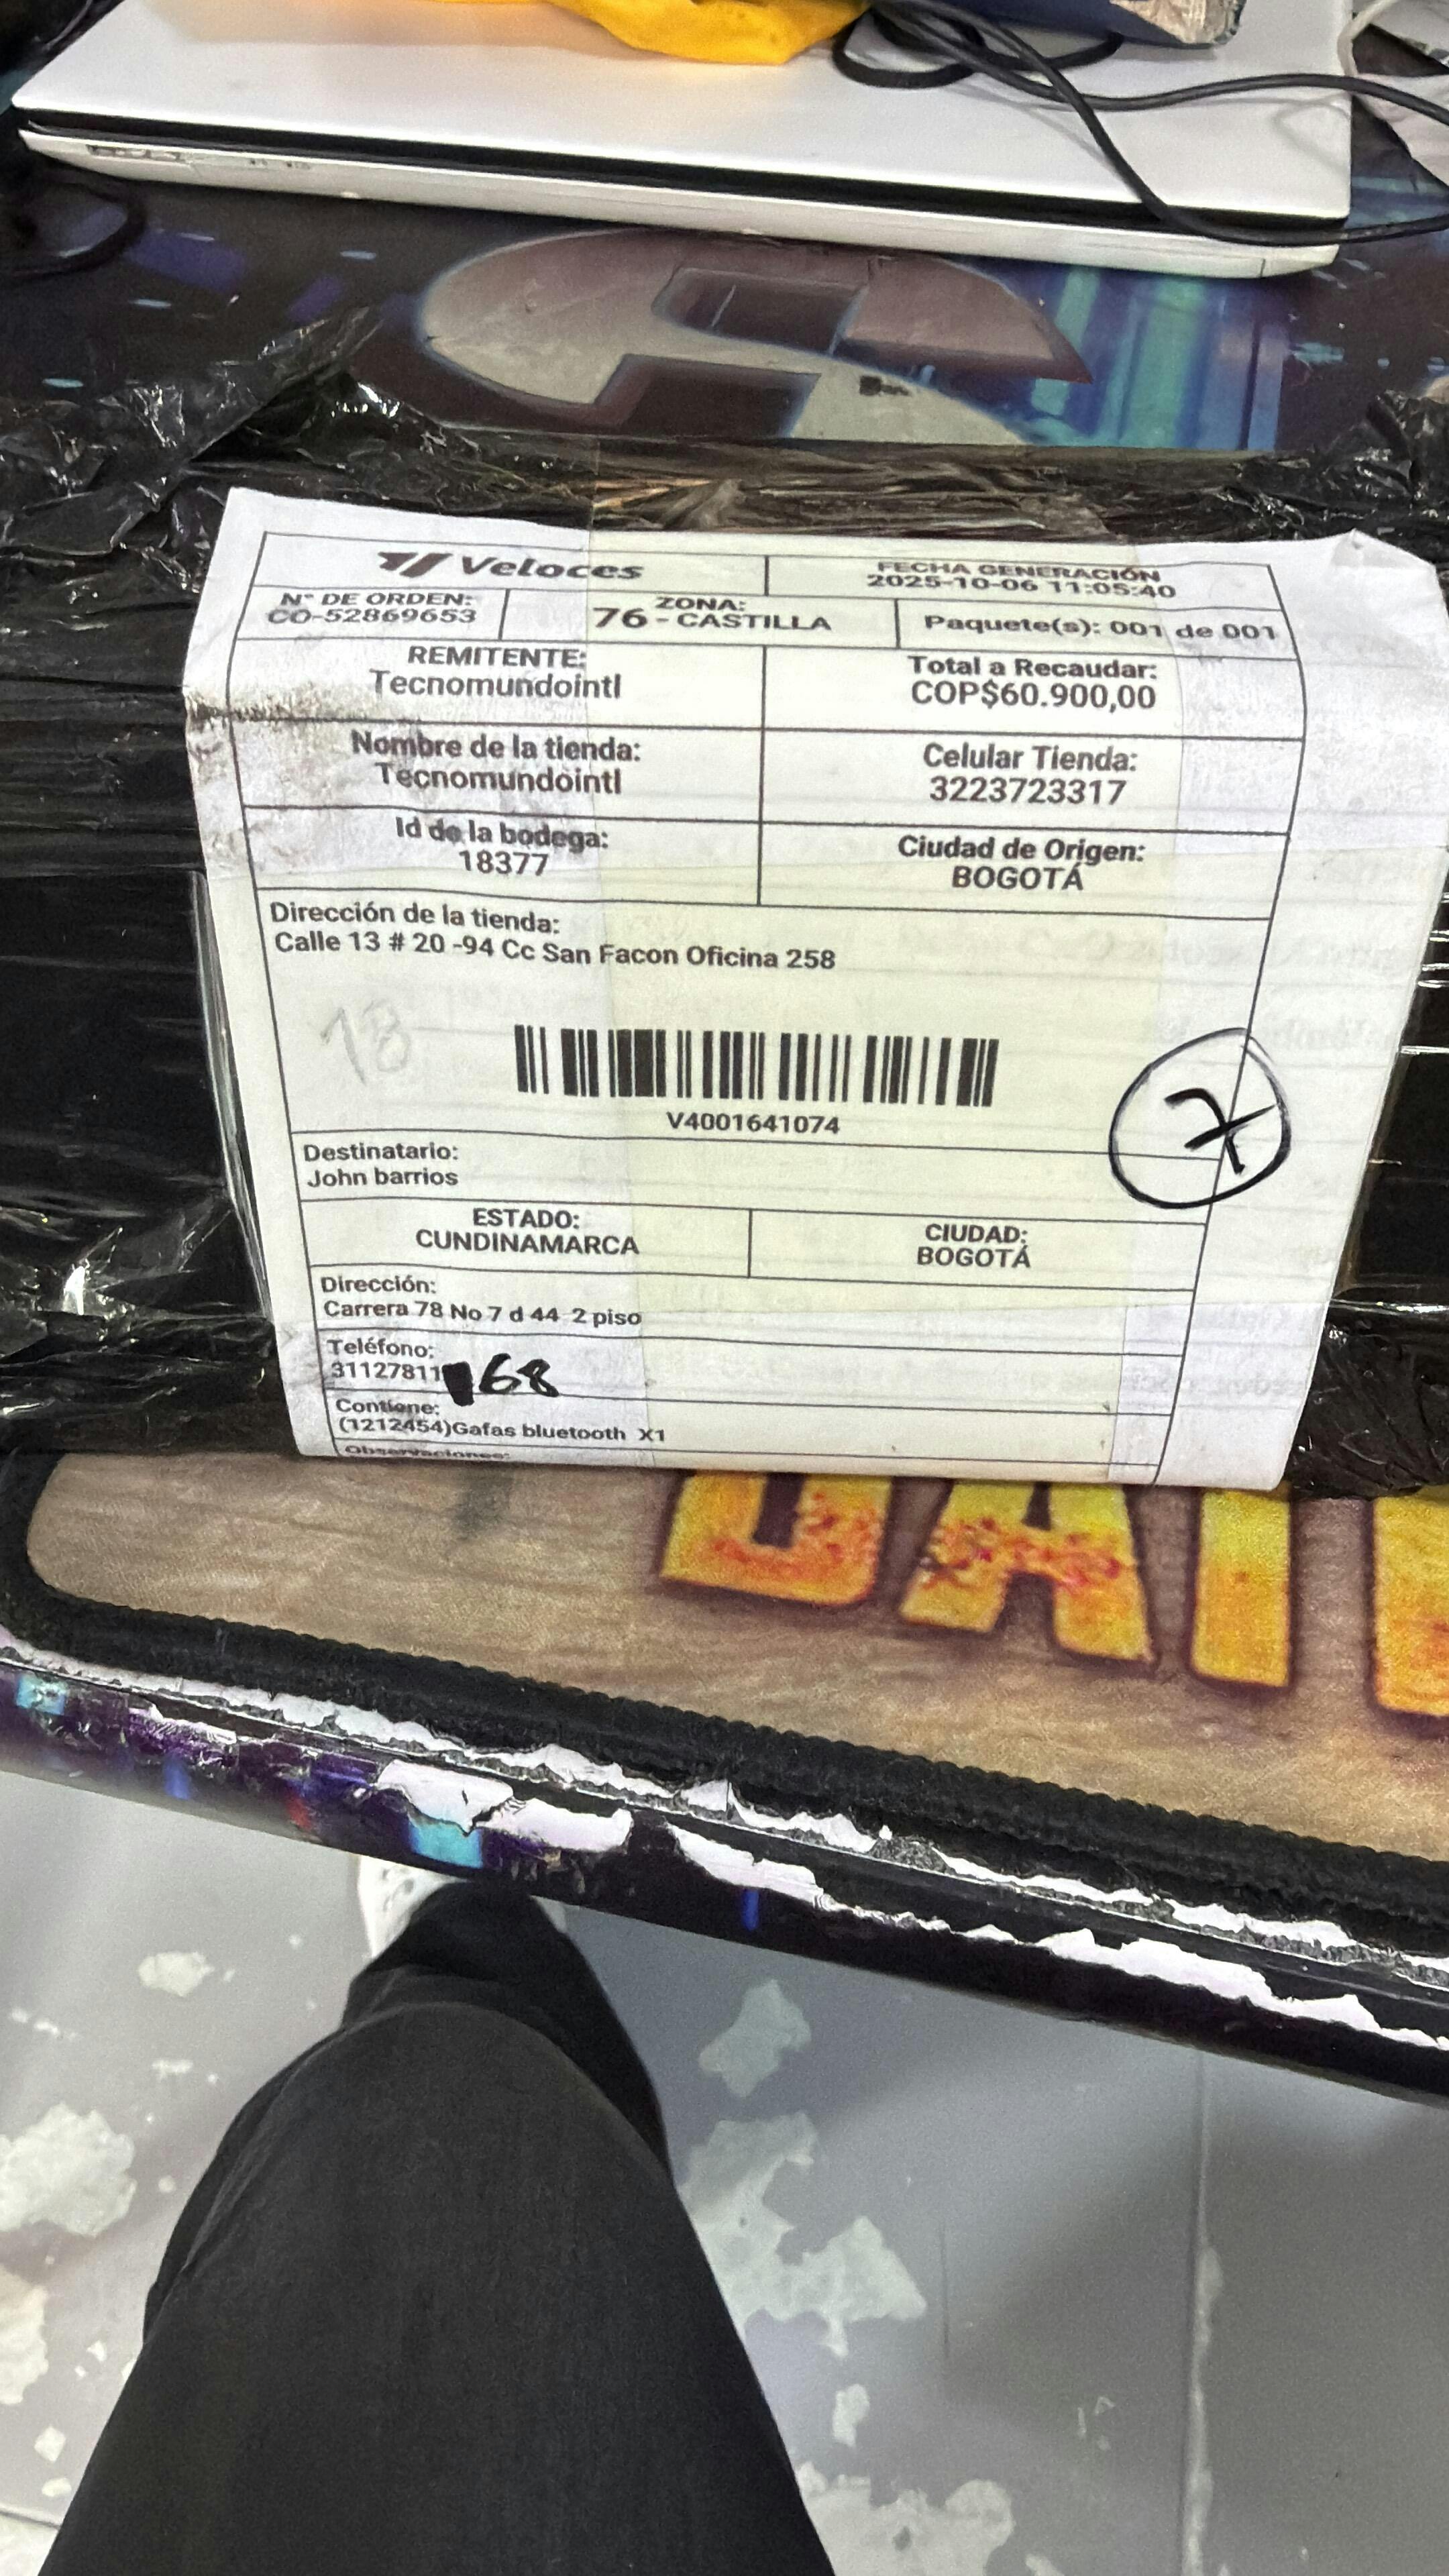 Veloces
FECHA GENERACIÓN
2025-10-06 11:05:40
N° DE ORDEN:
CO-52869653
ZONA:
76 - CASTILLA
Paquete(s): 001 de 001
REMITENTE:
Tecnomundointl
Total a Recaudar:
COP$60.900,00
Nombre de la tienda:
Tecnomundointl
Celular Tienda:
3223723317
Id de la bodega:
18377
Ciudad de Origen:
BOGOTÁ
Dirección de la tienda:
Calle 13 # 20 -94 Cc San Facon Oficina 258
18
V4001641074
7
Destinatario:
John barrios
ESTADO:
CUNDINAMARCA
CIUDAD:
BOGOTÁ
Dirección:
Carrera 78 No 7 d 44 2 piso
Teléfono:
31127811 68
Contiene:
(1212454)Gafas bluetooth X1
Observaciones: